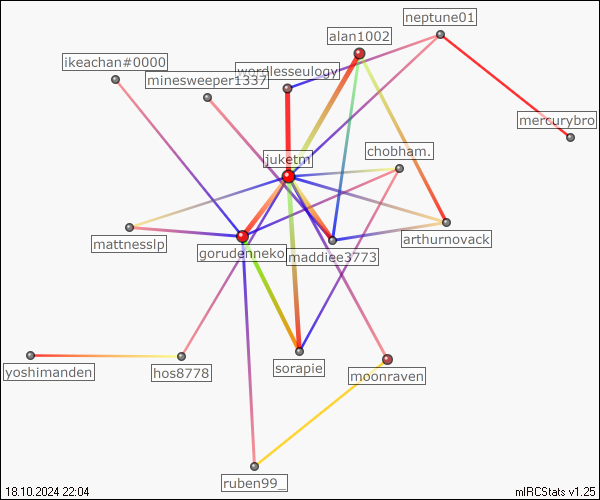 neptune01
alan1002
ikeachan#0000
wordlesseulogy
minesweeper1337
mercurybro
juketm
chobham.
mattnesslp
gorudenneko
maddiee3773
arthurnovack
yoshimanden
hos8778
sorapie
moonraven
ruben99_
18.10.2024 22:04
mIRCStats v1.25